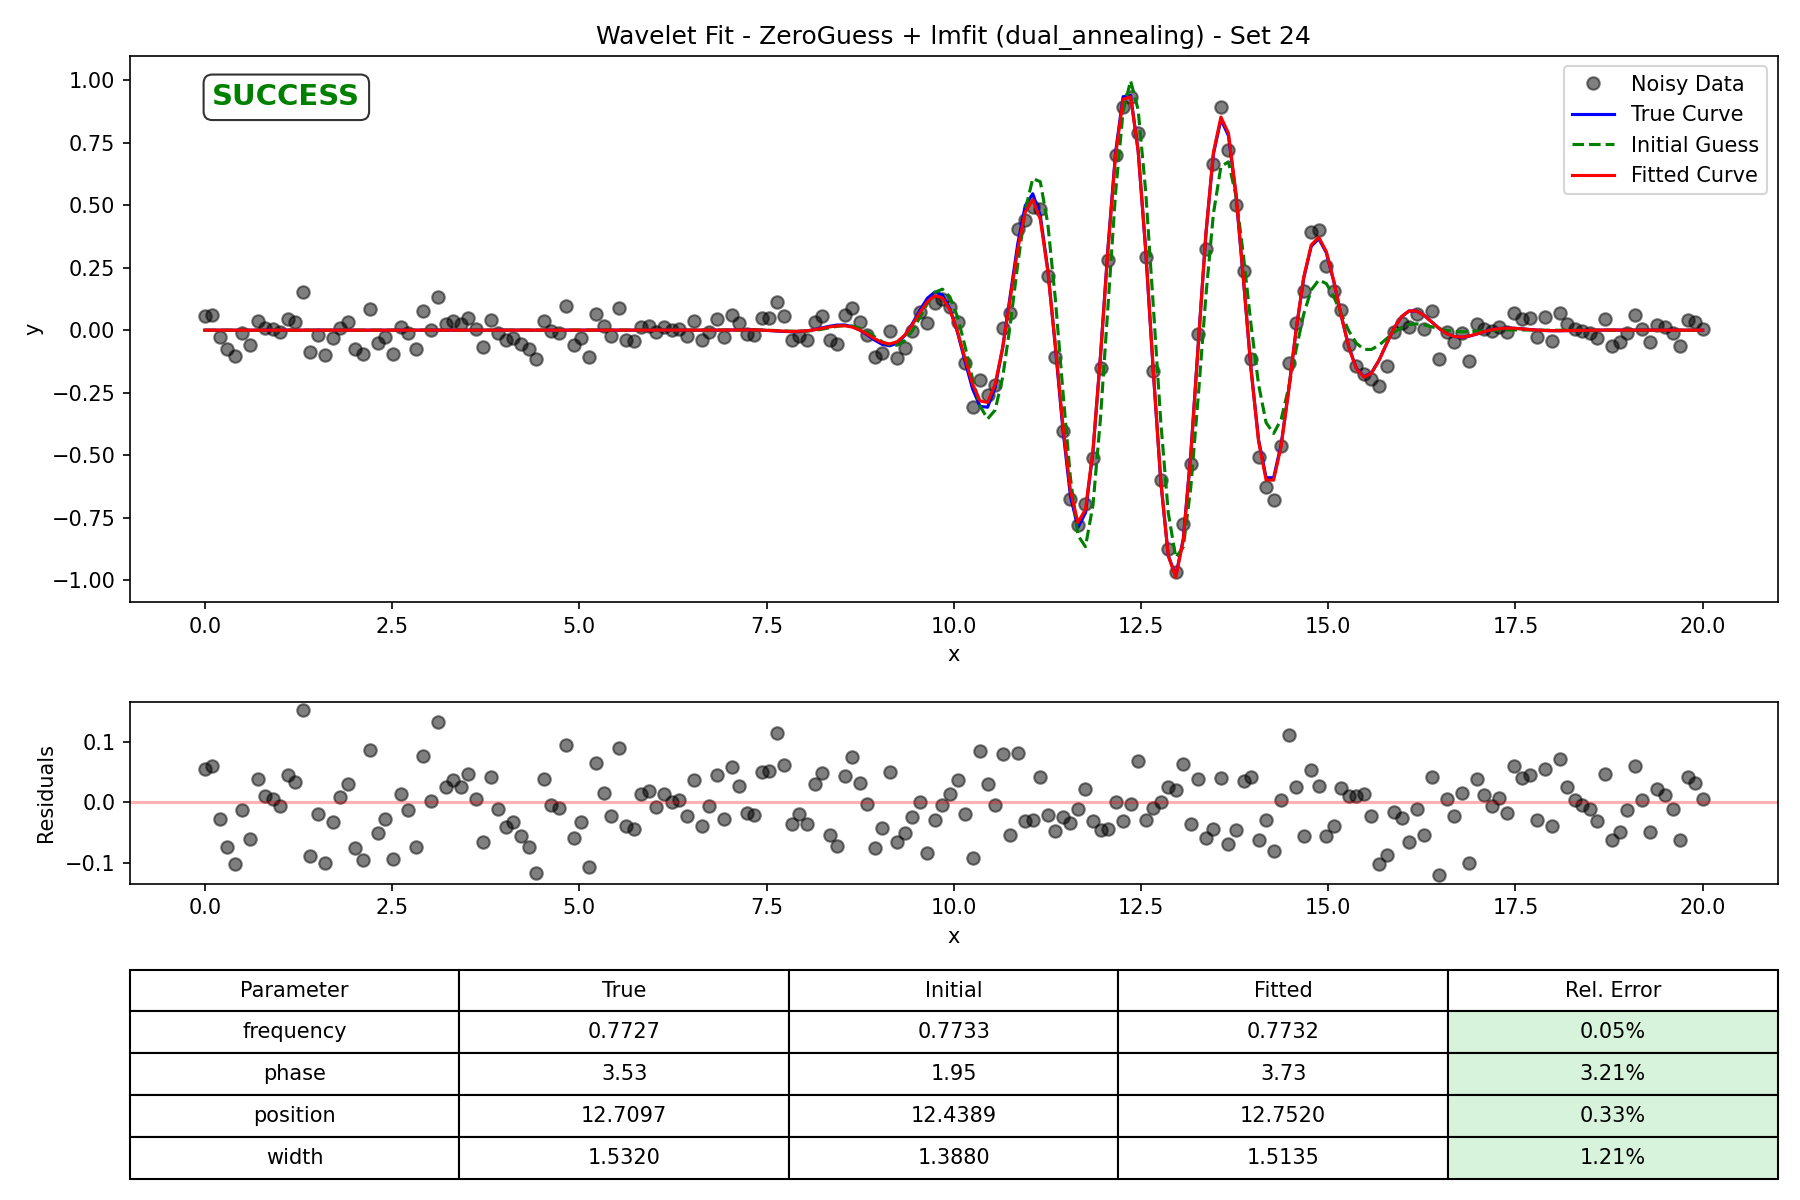 Wavelet Fit - ZeroGuess + lmfit (dual_annealing) - Set 24
SUCCESS
Noisy Data
True Curve
Initial Guess
Fitted Curve
y
1.00
0.75
0.50
0.25
0.00
−0.25
−0.50
−0.75
−1.00
0.0 2.5 5.0 7.5 10.0 12.5 15.0 17.5 20.0
x
Residuals
0.1
0.0
−0.1
0.0 2.5 5.0 7.5 10.0 12.5 15.0 17.5 20.0
x
Parameter True Initial Fitted Rel. Error
frequency 0.7727 0.7733 0.7732 0.05%
phase 3.53 1.95 3.73 3.21%
position 12.7097 12.4389 12.7520 0.33%
width 1.5320 1.3880 1.5135 1.21%